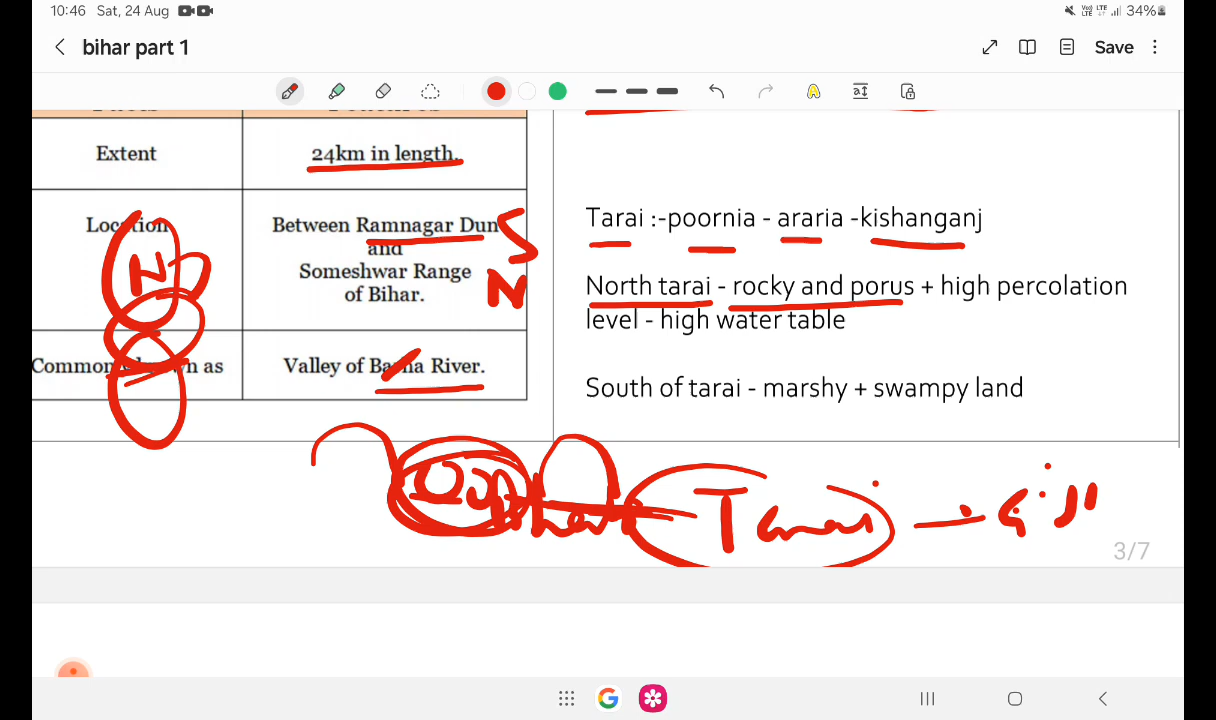 10:46 Sat, 24 Aug
34%
bihar part 1
Save
Extent
24km in length.
Location
Between Ramnagar Dun
and
Someshwar Range
of Bihar.
S
N
N
Valley of River.
as
Tarai :-poornia - araria -kishanganj
North tarai - rocky and porus + high percolation
level - high water table
South of tarai - marshy + swampy land
Tarai
3/7